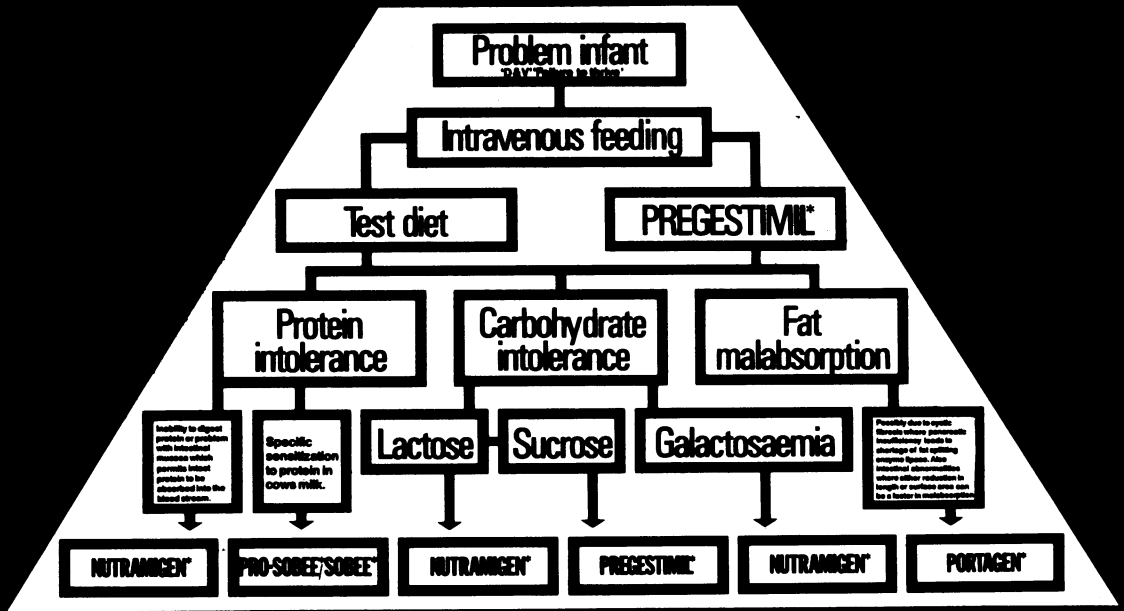 Problem infant
"Failure to thrive"
Intravenous feeding
Test diet
PREGESTIMIL*
Protein
intolerance
Carbohydrate
intolerance
Fat
malabsorption
Inability to digest
protein or problem
with intestinal
mucosa which
permits intact
protein to be
absorbed into the
blood stream.
Specific
sensitization
to protein in
cows milk.
Lactose
Sucrose
Galactosaemia
Possibly due to cystic
fibrosis where pancreatic
insufficiency leads to
shortage of fat splitting
enzyme lipase. Also
intestinal abnormalities
where either reduction in
length or surface area can
be a factor in malabsorption
NUTRAMIGEN*
PRO-SOBEE*/SOBEE*
NUTRAMIGEN*
PREGESTIMIL*
NUTRAMIGEN*
PORTAGEN*